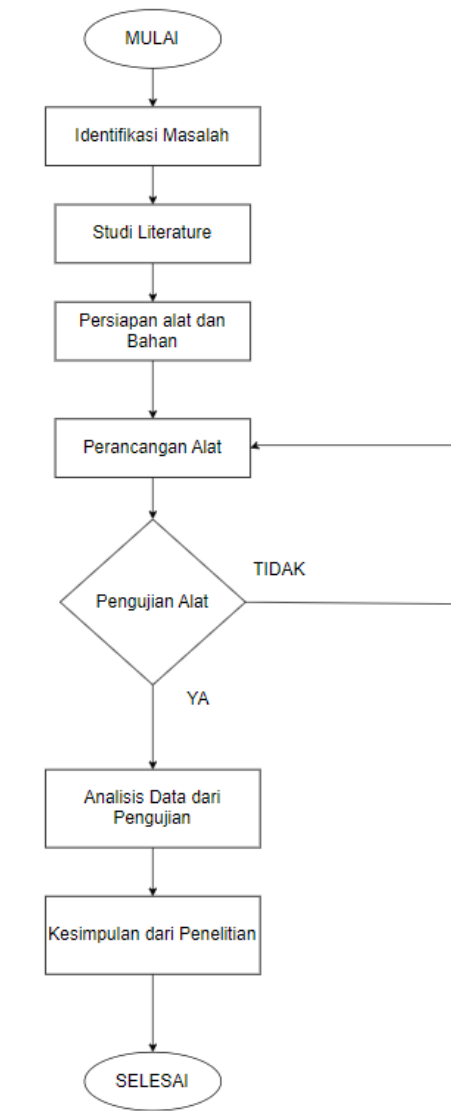 MULAI
Identifikasi Masalah
Studi Literature
Persiapan alat dan
Bahan
Perancangan Alat
TIDAK
Pengujian Alat
YA
Analisis Data dari
Pengujian
Kesimpulan dari Penelitian
SELESAI